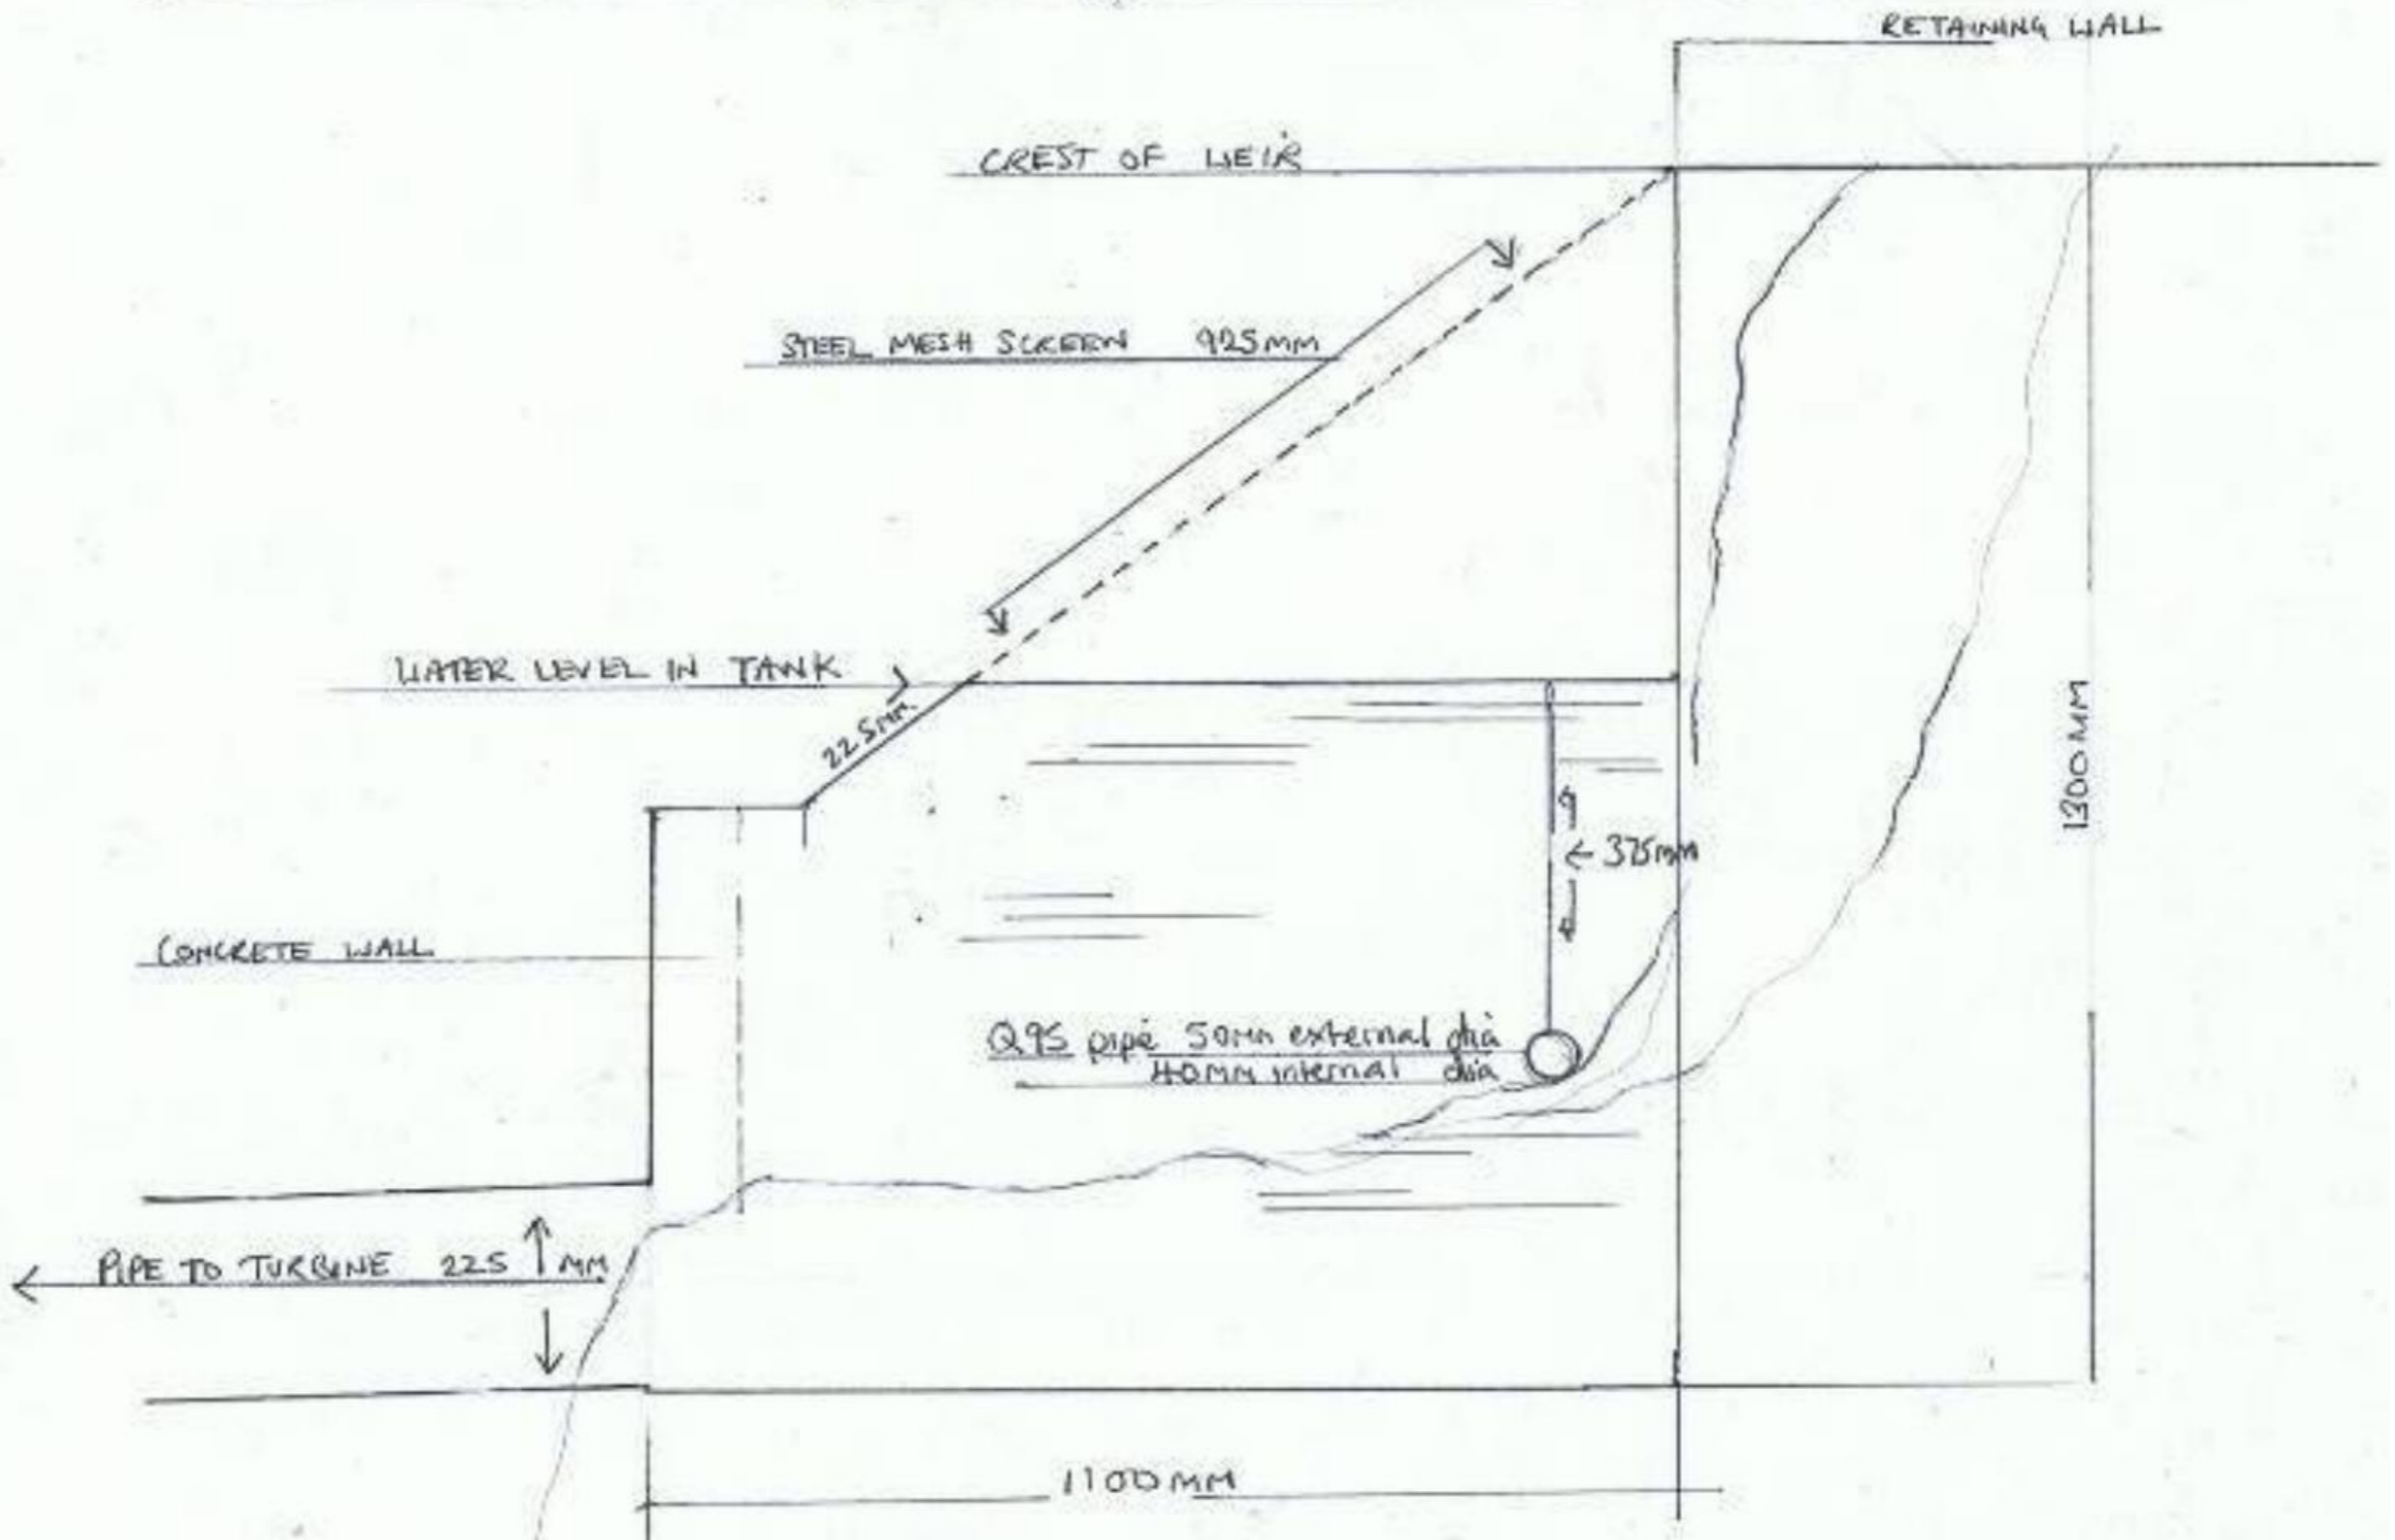 RETAINING WALL
CREST OF WEIR
STEEL MESH SCREEN 925MM
WATER LEVEL IN TANK
225MM
1300MM
375mm
CONCRETE WALL
Q95 pipe 50mm external dia
40MM internal dia
PIPE TO TURBINE 225 MM
1100MM